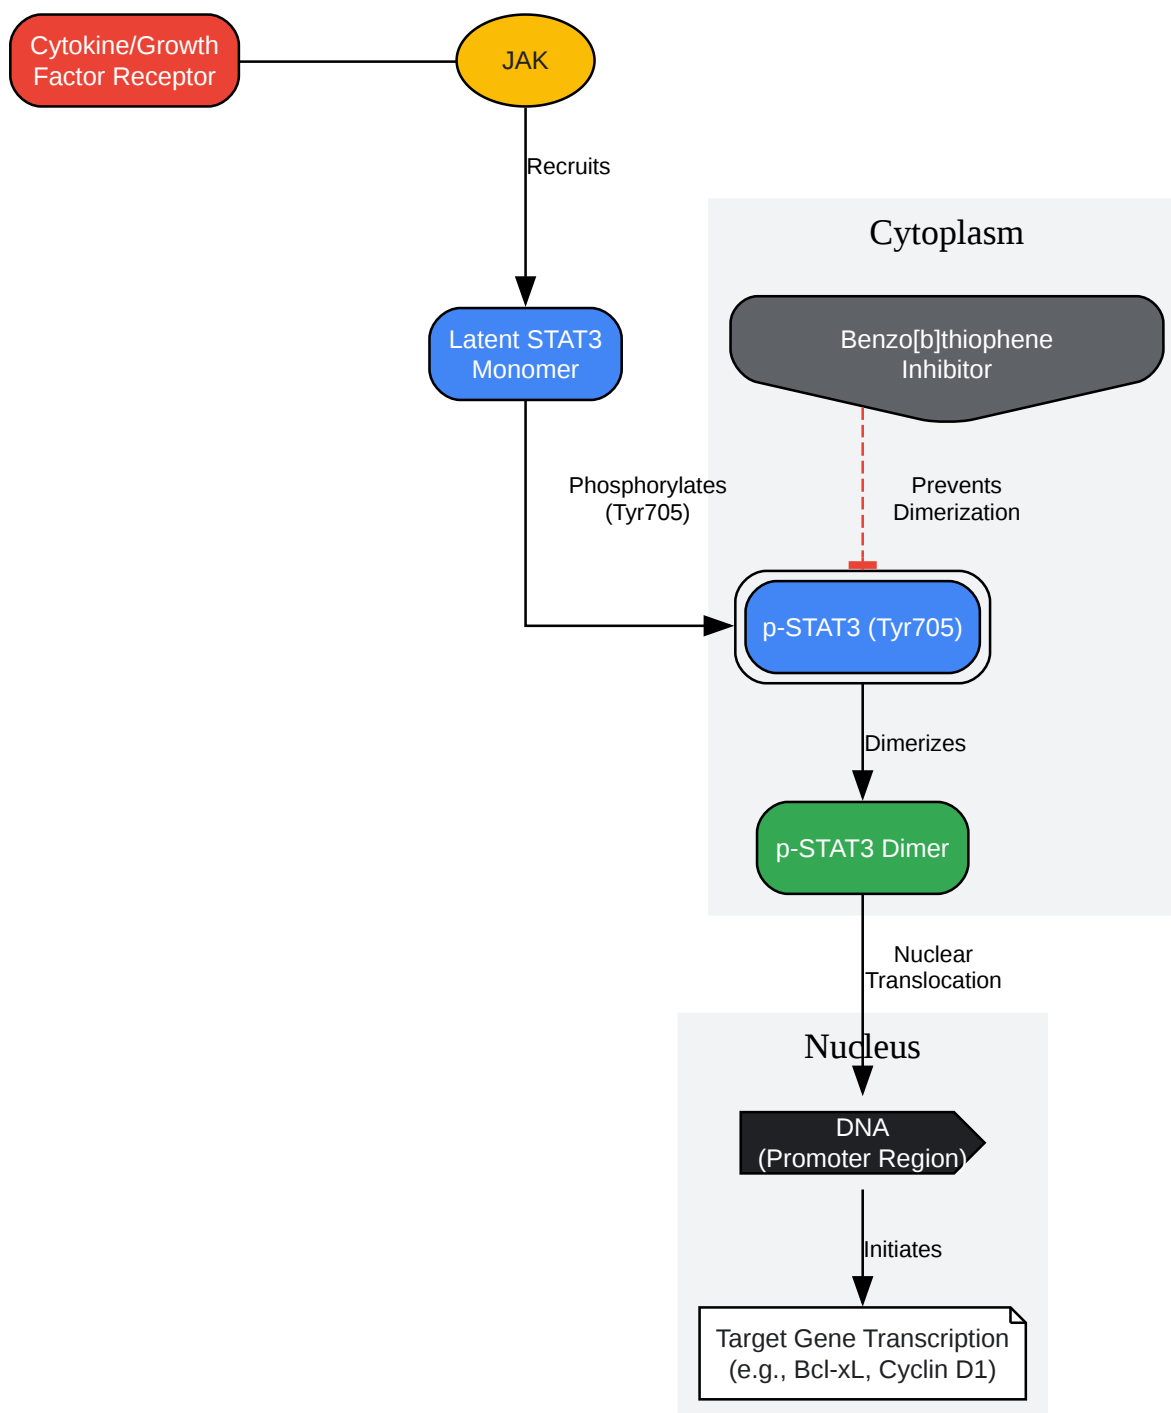 Cytokine/Growth
Factor Receptor
JAK
Recruits
Cytoplasm
Latent STAT3
Monomer
Benzo[b]thiophene
Inhibitor
Phosphorylates
(Tyr705)
Prevents
Dimerization
p-STAT3 (Tyr705)
Dimerizes
p-STAT3 Dimer
Nuclear
Translocation
Nucleus
DNA
(Promoter Region)
Initiates
Target Gene Transcription
(e.g., Bcl-xL, Cyclin D1)